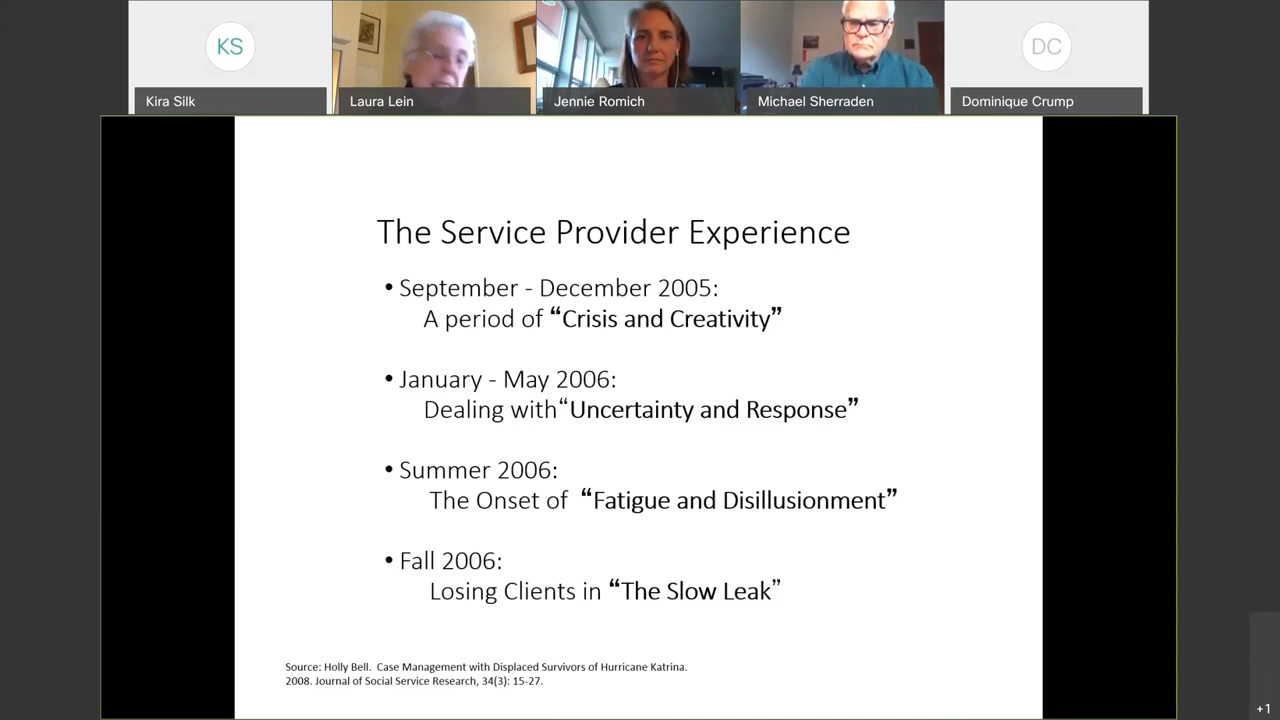 KS
DC
Kira Silk
Laura Lein
Jennie Romich
Michael Sherraden
Dominique Crump
The Service Provider Experience
• September - December 2005:
A period of “Crisis and Creativity”
• January - May 2006:
Dealing with“Uncertainty and Response”
• Summer 2006:
The Onset of “Fatigue and Disillusionment”
• Fall 2006:
Losing Clients in “The Slow Leak”
Source: Holly Bell. Case Management with Displaced Survivors of Hurricane Katrina.
2008. Journal of Social Service Research, 34(3): 15-27.
+1